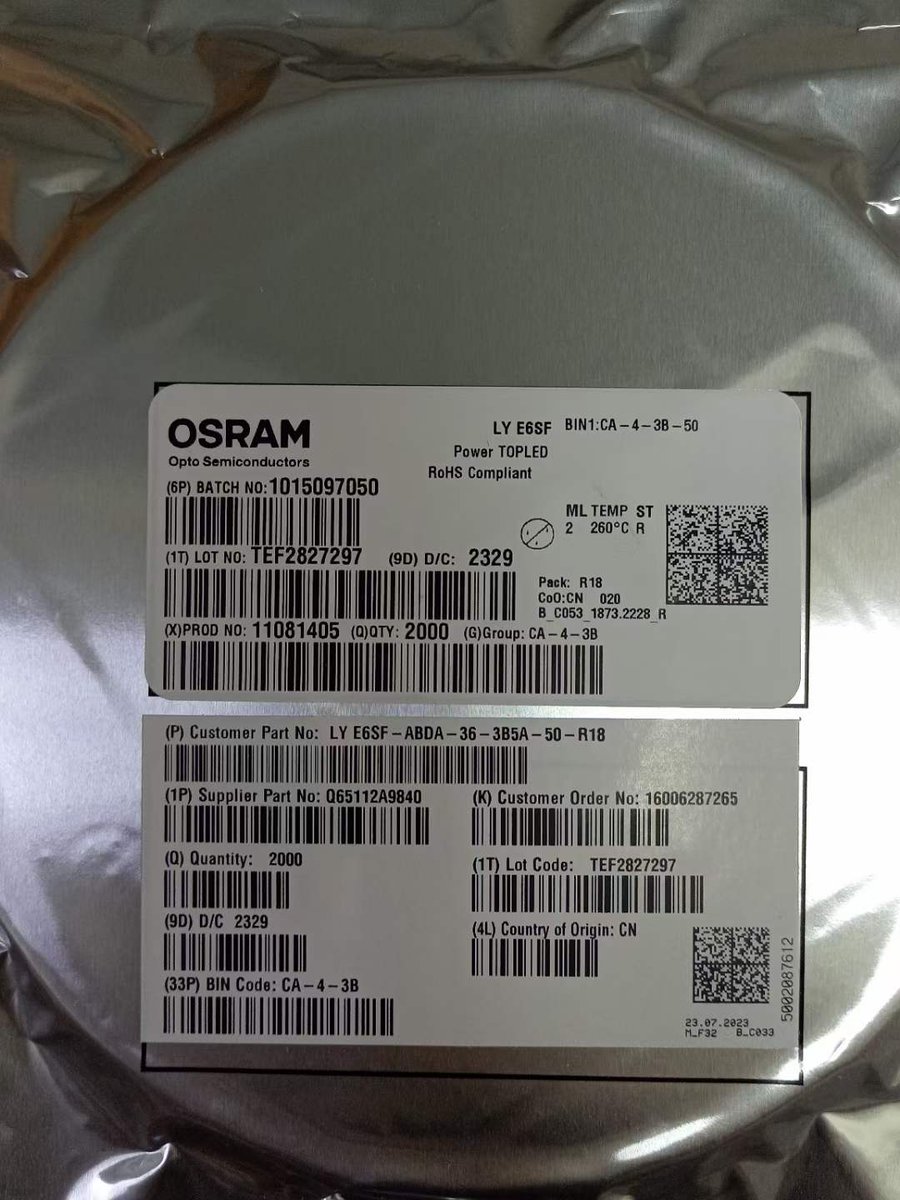 OSRAM
Opto Semiconductors
LY E6SF BIN1:CA-4-3B-50
Power TOPLED
RoHS Compliant
(6P) BATCH NO:1015097050
ML TEMP ST
2 260°C R
(1T) LOT NO: TEF2827297 (9D) D/C: 2329
Pack: R18
CoO:CN 020
B_C053_1873.2228_R
(X)PROD NO: 11081405 (Q)QTY: 2000 (G)Group: CA-4-3B
(P) Customer Part No: LY E6SF-ABDA-36-3B5A-50-R18
(1P) Supplier Part No: Q65112A9840
(K) Customer Order No: 16006287265
(Q) Quantity: 2000
(1T) Lot Code: TEF2827297
(9D) D/C 2329
(4L) Country of Origin: CN
(33P) BIN Code: CA-4-3B
5002087612
23.07.2023
M_F32 B_C033